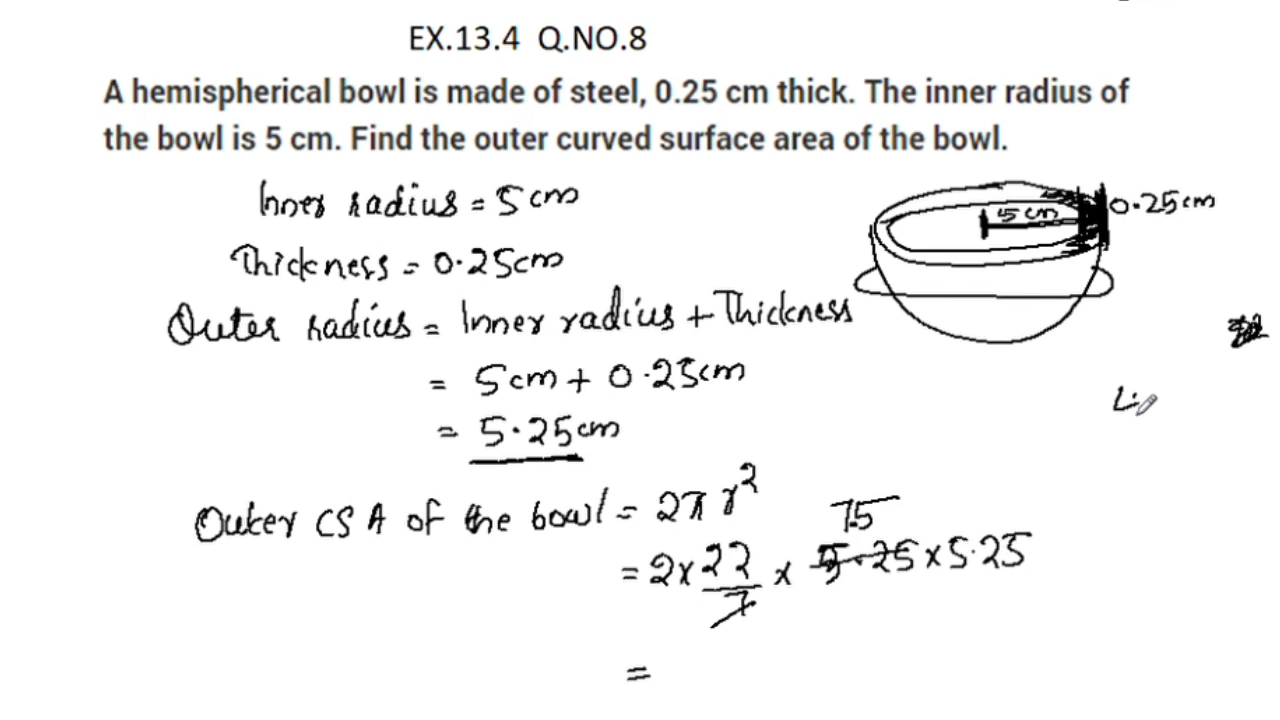 EX.13.4 Q.NO.8
A hemispherical bowl is made of steel, 0.25 cm thick. The inner radius of
the bowl is 5 cm. Find the outer curved surface area of the bowl.
Inner radius = 5 cm
5 cm
0.25 cm
Thickness = 0.25 cm
Outer radius = Inner radius + Thickness
= 5 cm + 0.25 cm
= 5.25 cm
Outer CSA of the bowl = 2π r²
75
= 2 × 22/7 × 5.25 × 5.25
=